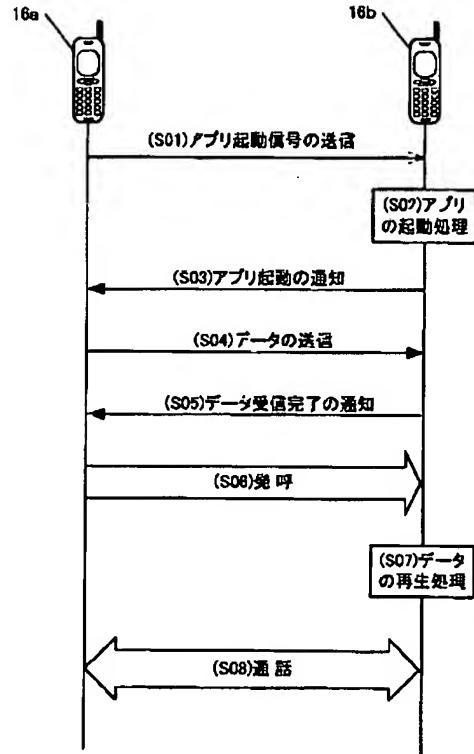 16a
16b
(S01)アプリ起動信号の送信
(S02)アプリ
の起動処理
(S03)アプリ起動の通知
(S04)データの送信
(S05)データ受信完了の通知
(S06)発 呼
(S07)データ
の再生処理
(S08)通 話